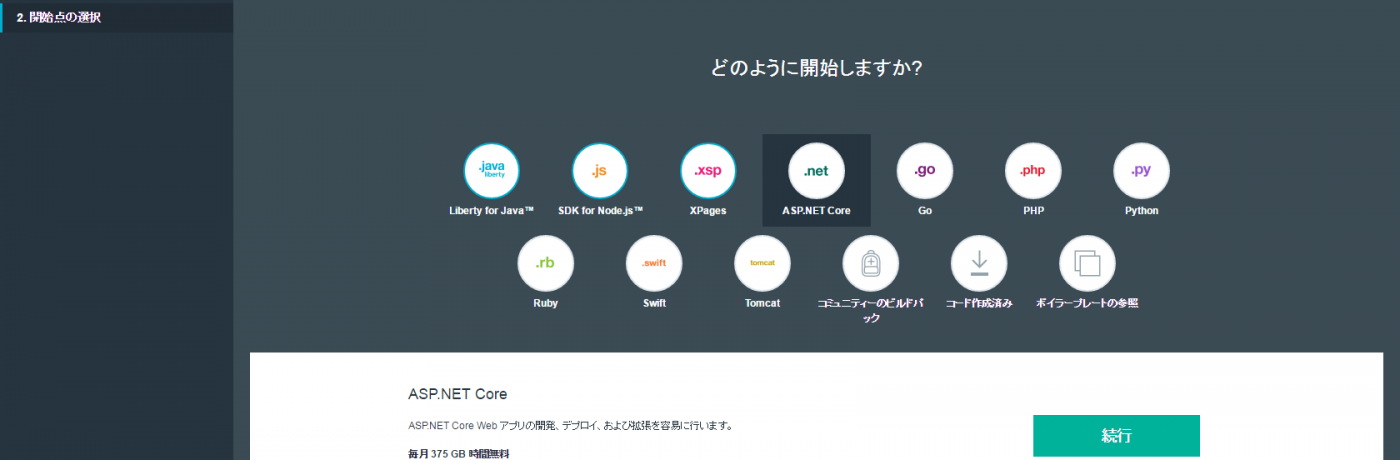 2. 開始点の選択
どのように開始しますか?
.java
liberty
.js
.xsp
.net
.go
.php
.py
Liberty for Java™
SDK for Node.js™
XPages
ASP.NET Core
Go
PHP
Python
.rb
.swift
tomcat
Ruby
Swift
Tomcat
コミュニティーのビルドパ
ック
コード作成済み
ボイラープレートの参照
ASP.NET Core
ASP.NET Core Web アプリの開発、デプロイ、および拡張を容易に行います。
続行
毎月 375 GB 時間無料